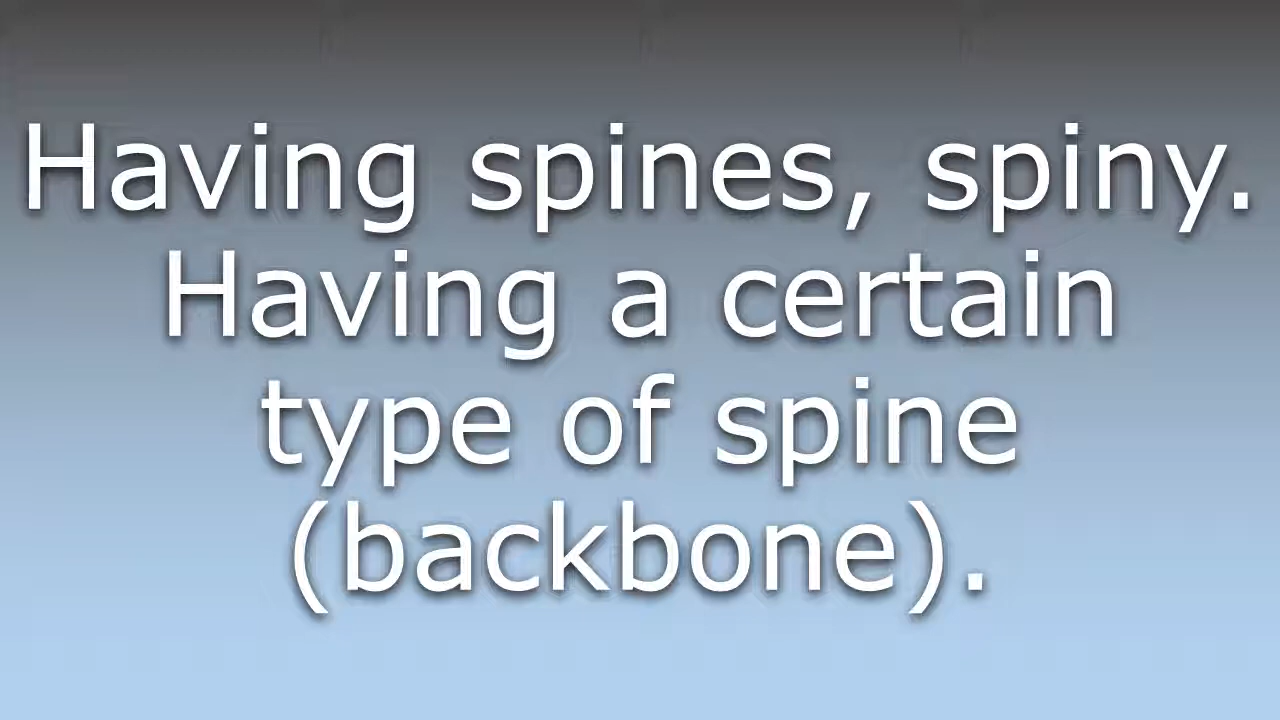 Having spines, spiny.
Having a certain
type of spine
(backbone).